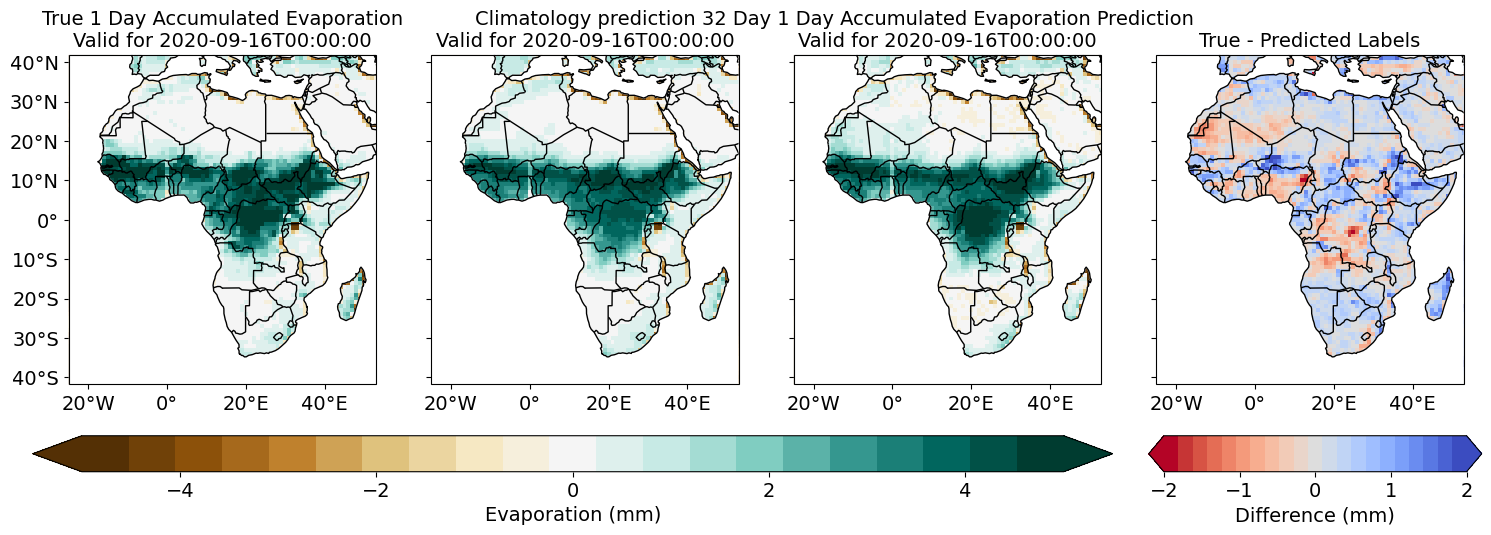 True 1 Day Accumulated Evaporation
Valid for 2020-09-16T00:00:00
Climatology prediction 32 Day 1 Day Accumulated Evaporation Prediction
Valid for 2020-09-16T00:00:00
Valid for 2020-09-16T00:00:00
True - Predicted Labels
40°N
30°N
20°N
10°N
0°
10°S
20°S
30°S
40°S
20°W 0° 20°E 40°E
20°W 0° 20°E 40°E
20°W 0° 20°E 40°E
20°W 0° 20°E 40°E
−4 −2 0 2 4
Evaporation (mm)
−2 −1 0 1 2
Difference (mm)